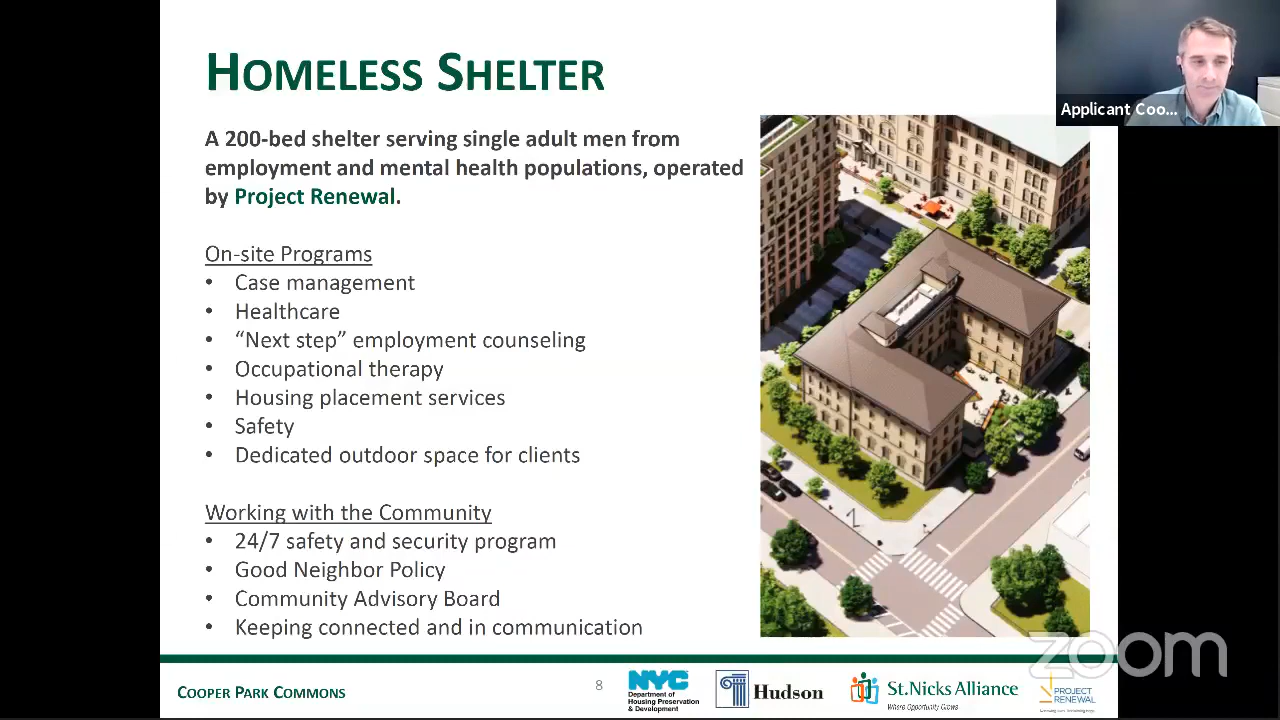 HOMELESS SHELTER
Applicant Coo...
A 200-bed shelter serving single adult men from
employment and mental health populations, operated
by Project Renewal.
On-site Programs
• Case management
• Healthcare
• “Next step” employment counseling
• Occupational therapy
• Housing placement services
• Safety
• Dedicated outdoor space for clients
Working with the Community
• 24/7 safety and security program
• Good Neighbor Policy
• Community Advisory Board
• Keeping connected and in communication
zoom
COOPER PARK COMMONS
8
NYC
Department of
Housing Preservation
& Development
Hudson
St.Nicks Alliance
Where Opportunity Grows
PROJECT
RENEWAL